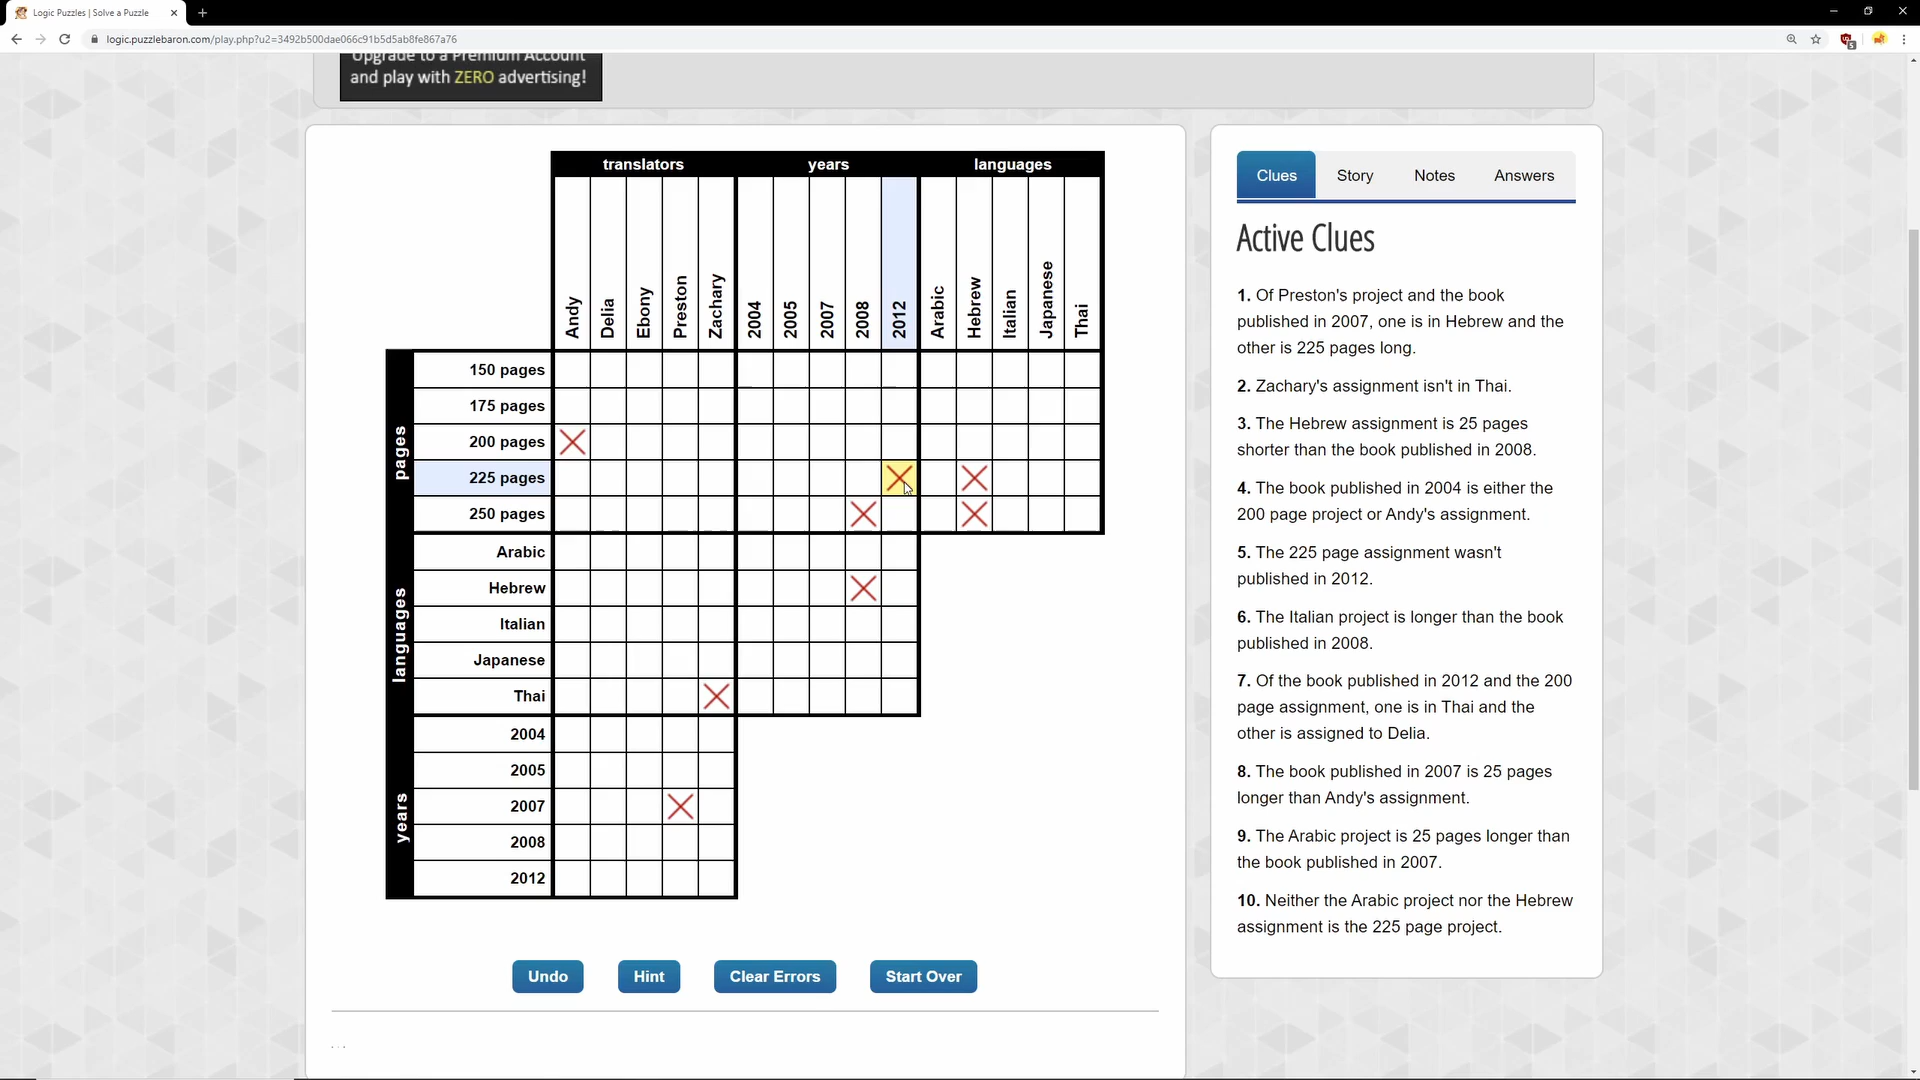 Logic Puzzles | Solve a Puzzle
logic.puzzlebaron.com/play.php?u2=3492b500dae066c91b5d5ab8fe867a76
5
Upgrade to a Premium Account
and play with ZERO advertising!
translators
years
languages
Andy
Delia
Ebony
Preston
Zachary
2004
2005
2007
2008
2012
Arabic
Hebrew
Italian
Japanese
Thai
pages
150 pages
175 pages
200 pages
225 pages
250 pages
languages
Arabic
Hebrew
Italian
Japanese
Thai
years
2004
2005
2007
2008
2012
Undo
Hint
Clear Errors
Start Over
Clues
Story
Notes
Answers
Active Clues
1. Of Preston's project and the book
published in 2007, one is in Hebrew and the
other is 225 pages long.
2. Zachary's assignment isn't in Thai.
3. The Hebrew assignment is 25 pages
shorter than the book published in 2008.
4. The book published in 2004 is either the
200 page project or Andy's assignment.
5. The 225 page assignment wasn't
published in 2012.
6. The Italian project is longer than the book
published in 2008.
7. Of the book published in 2012 and the 200
page assignment, one is in Thai and the
other is assigned to Delia.
8. The book published in 2007 is 25 pages
longer than Andy's assignment.
9. The Arabic project is 25 pages longer than
the book published in 2007.
10. Neither the Arabic project nor the Hebrew
assignment is the 225 page project.